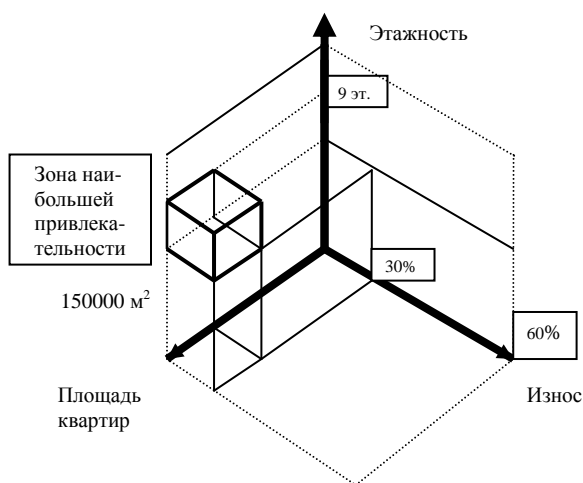 Этажность
9 эт.
Зона наи-
большей
привлека-
тельности
30%
150000 м²
60%
Площадь
квартир
Износ